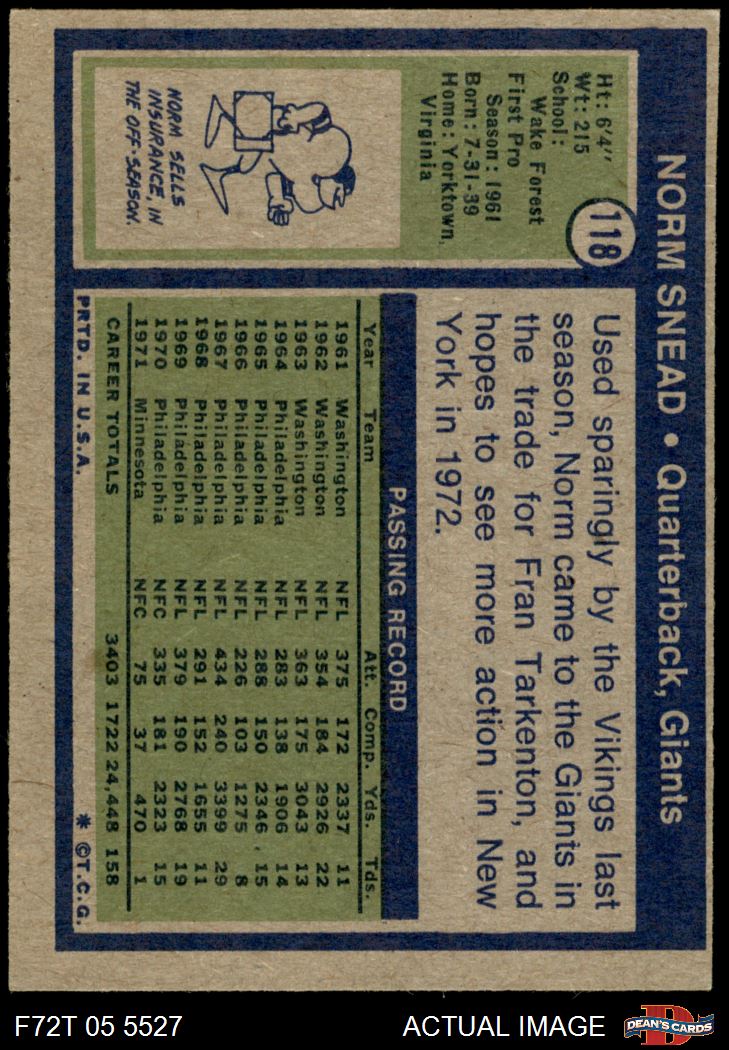 NORM SNEAD • Quarterback, Giants
118
Ht: 6'4"
Wt: 215
School:
Wake Forest
First Pro
Season: 1961
Born: 7-31-39
Home: Yorktown,
Virginia
NORM SELLS
INSURANCE, IN
THE OFF-SEASON.
Used sparingly by the Vikings last
season, Norm came to the Giants in
the trade for Fran Tarkenton, and
hopes to see more action in New
York in 1972.
PASSING RECORD
Year Team Att. Comp. Yds. Tds.
1961 Washington NFL 375 172 2337 11
1962 Washington NFL 354 184 2926 22
1963 Washington NFL 363 175 3043 13
1964 Philadelphia NFL 283 138 1906 14
1965 Philadelphia NFL 288 150 2346 15
1966 Philadelphia NFL 226 103 1275 8
1967 Philadelphia NFL 434 240 3399 29
1968 Philadelphia NFL 291 152 1655 11
1969 Philadelphia NFL 379 190 2768 19
1970 Philadelphia NFC 335 181 2323 15
1971 Minnesota NFC 75 37 470 1
CAREER TOTALS 3403 1722 24,448 158
PRTD. IN U.S.A. * ©T.C.G.
F72T 05 5527 ACTUAL IMAGE
DEAN'S CARDS